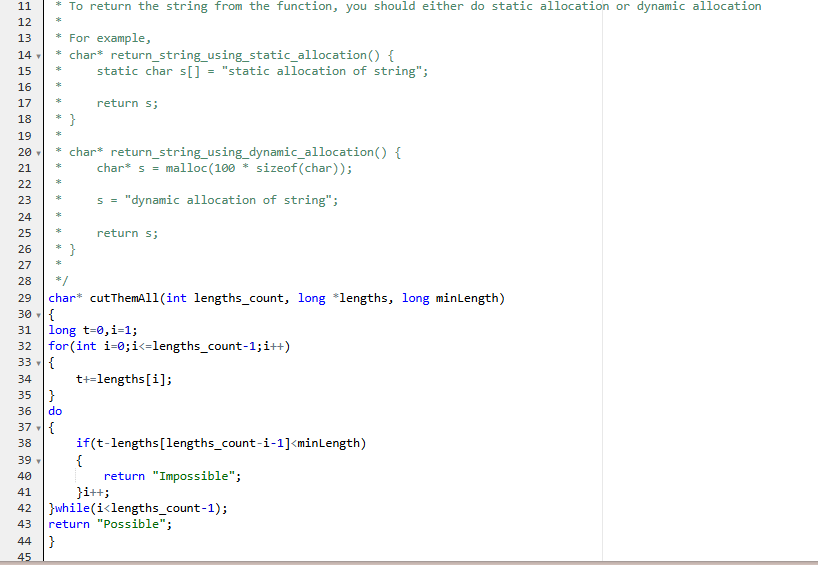 11 * To return the string from the function, you should either do static allocation or dynamic allocation
12 *
13 * For example,
14 * char* return_string_using_static_allocation() {
15 *     static char s[] = "static allocation of string";
16 *
17 *     return s;
18 * }
19 *
20 * char* return_string_using_dynamic_allocation() {
21 *     char* s = malloc(100 * sizeof(char));
22 *
23 *     s = "dynamic allocation of string";
24 *
25 *     return s;
26 * }
27 *
28 */
29 char* cutThemAll(int lengths_count, long *lengths, long minLength)
30 {
31 long t=0,i=1;
32 for(int i=0;i<=lengths_count-1;i++)
33 {
34     t+=lengths[i];
35 }
36 do
37 {
38     if(t-lengths[lengths_count-i-1]<minLength)
39     {
40         return "Impossible";
41     }i++;
42 }while(i<lengths_count-1);
43 return "Possible";
44 }
45